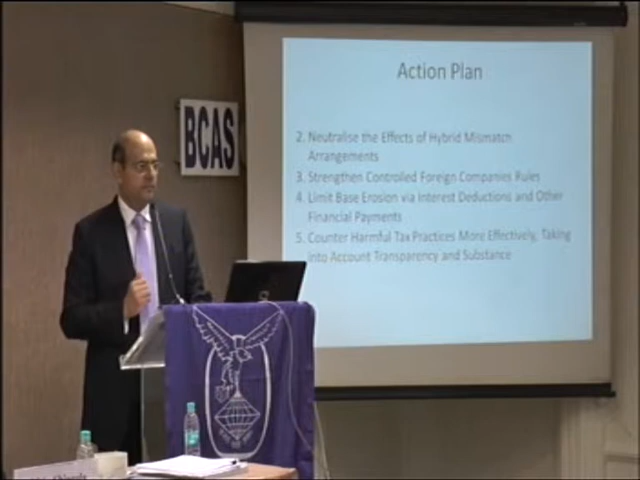 BCAS
Action Plan
2. Neutralise the Effects of Hybrid Mismatch
Arrangements
3. Strengthen Controlled Foreign Companies Rules
4. Limit Base Erosion via Interest Deductions and Other
Financial Payments
5. Counter Harmful Tax Practices More Effectively, Taking
into Account Transparency and Substance